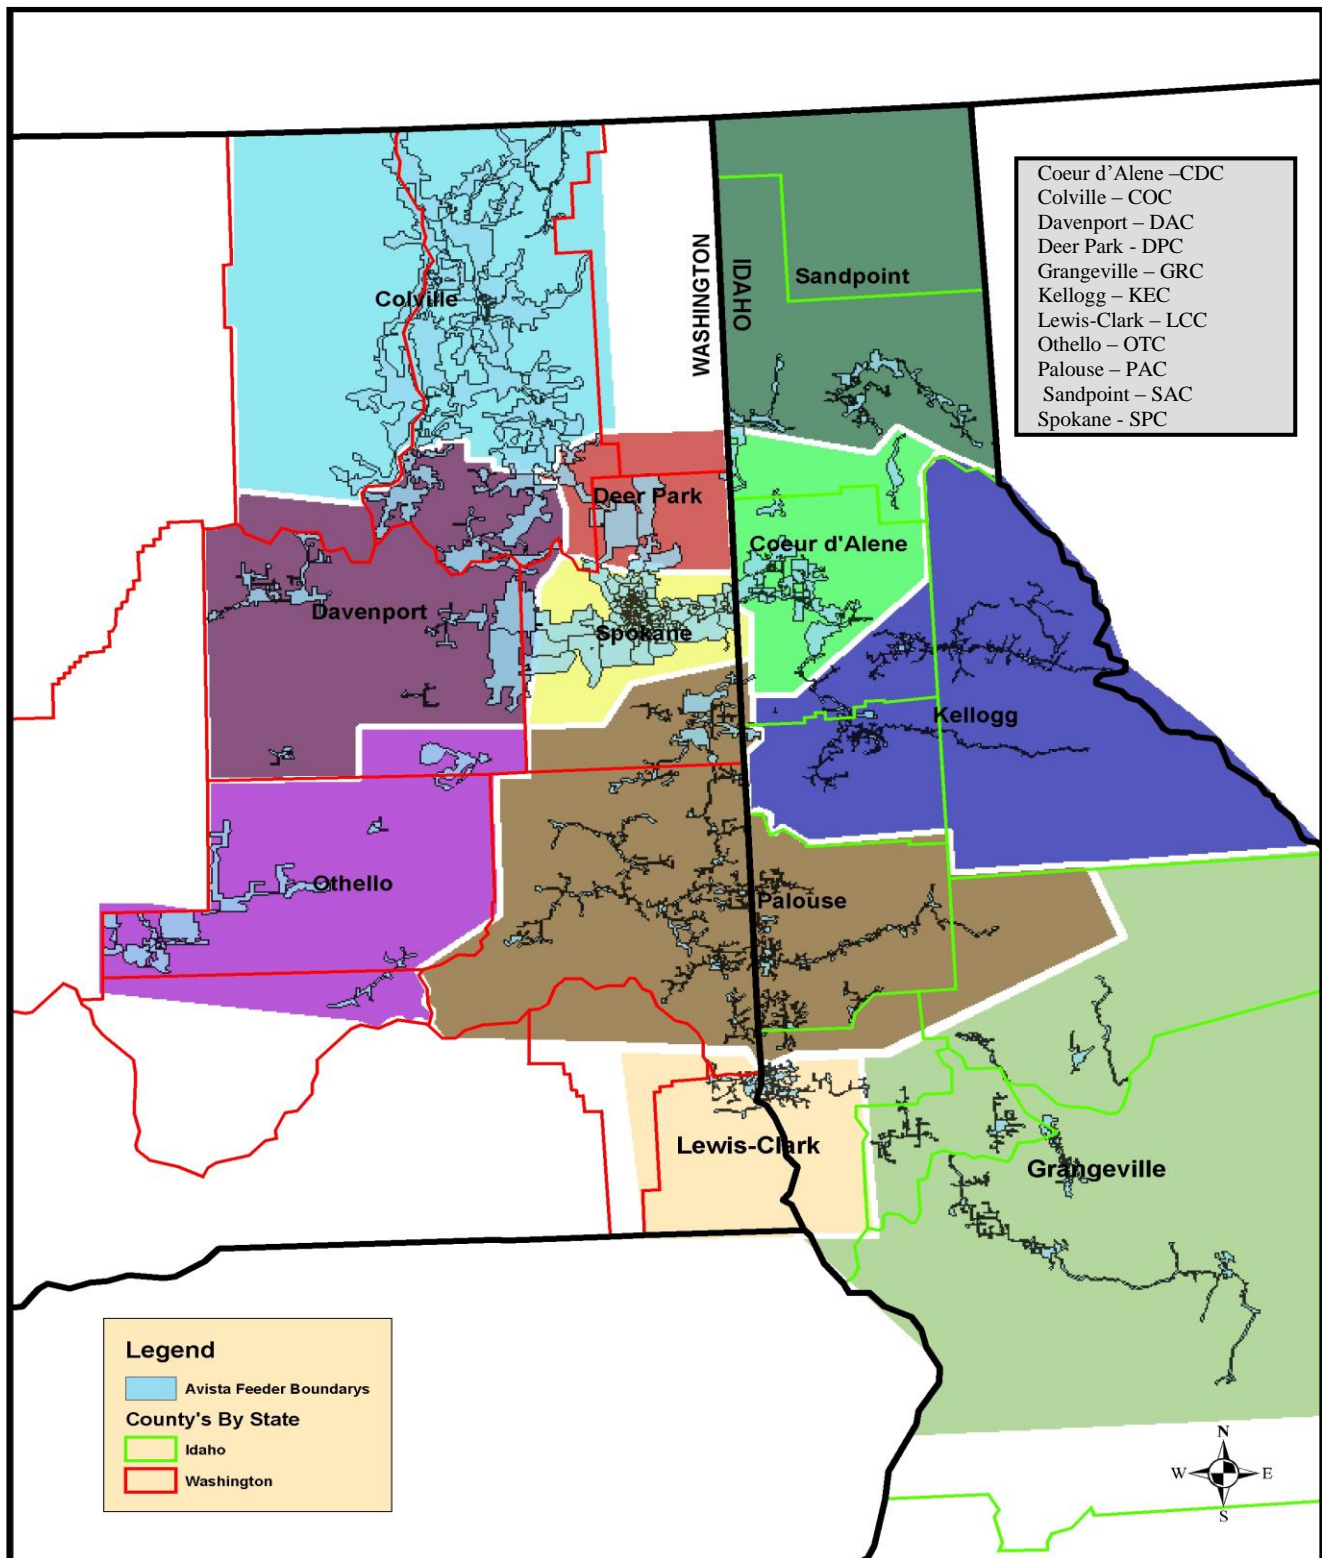 Coeur d'Alene –CDC
Colville – COC
Davenport – DAC
Deer Park - DPC
Grangeville – GRC
Kellogg – KEC
Lewis-Clark – LCC
Othello – OTC
Palouse – PAC
Sandpoint – SAC
Spokane - SPC
WASHINGTON
IDAHO
Sandpoint
Colville
Deer Park
Coeur d'Alene
Davenport
Spokane
Kellogg
Othello
Palouse
Lewis-Clark
Grangeville
Legend
Avista Feeder Boundarys
County's By State
Idaho
Washington
N
W E
S